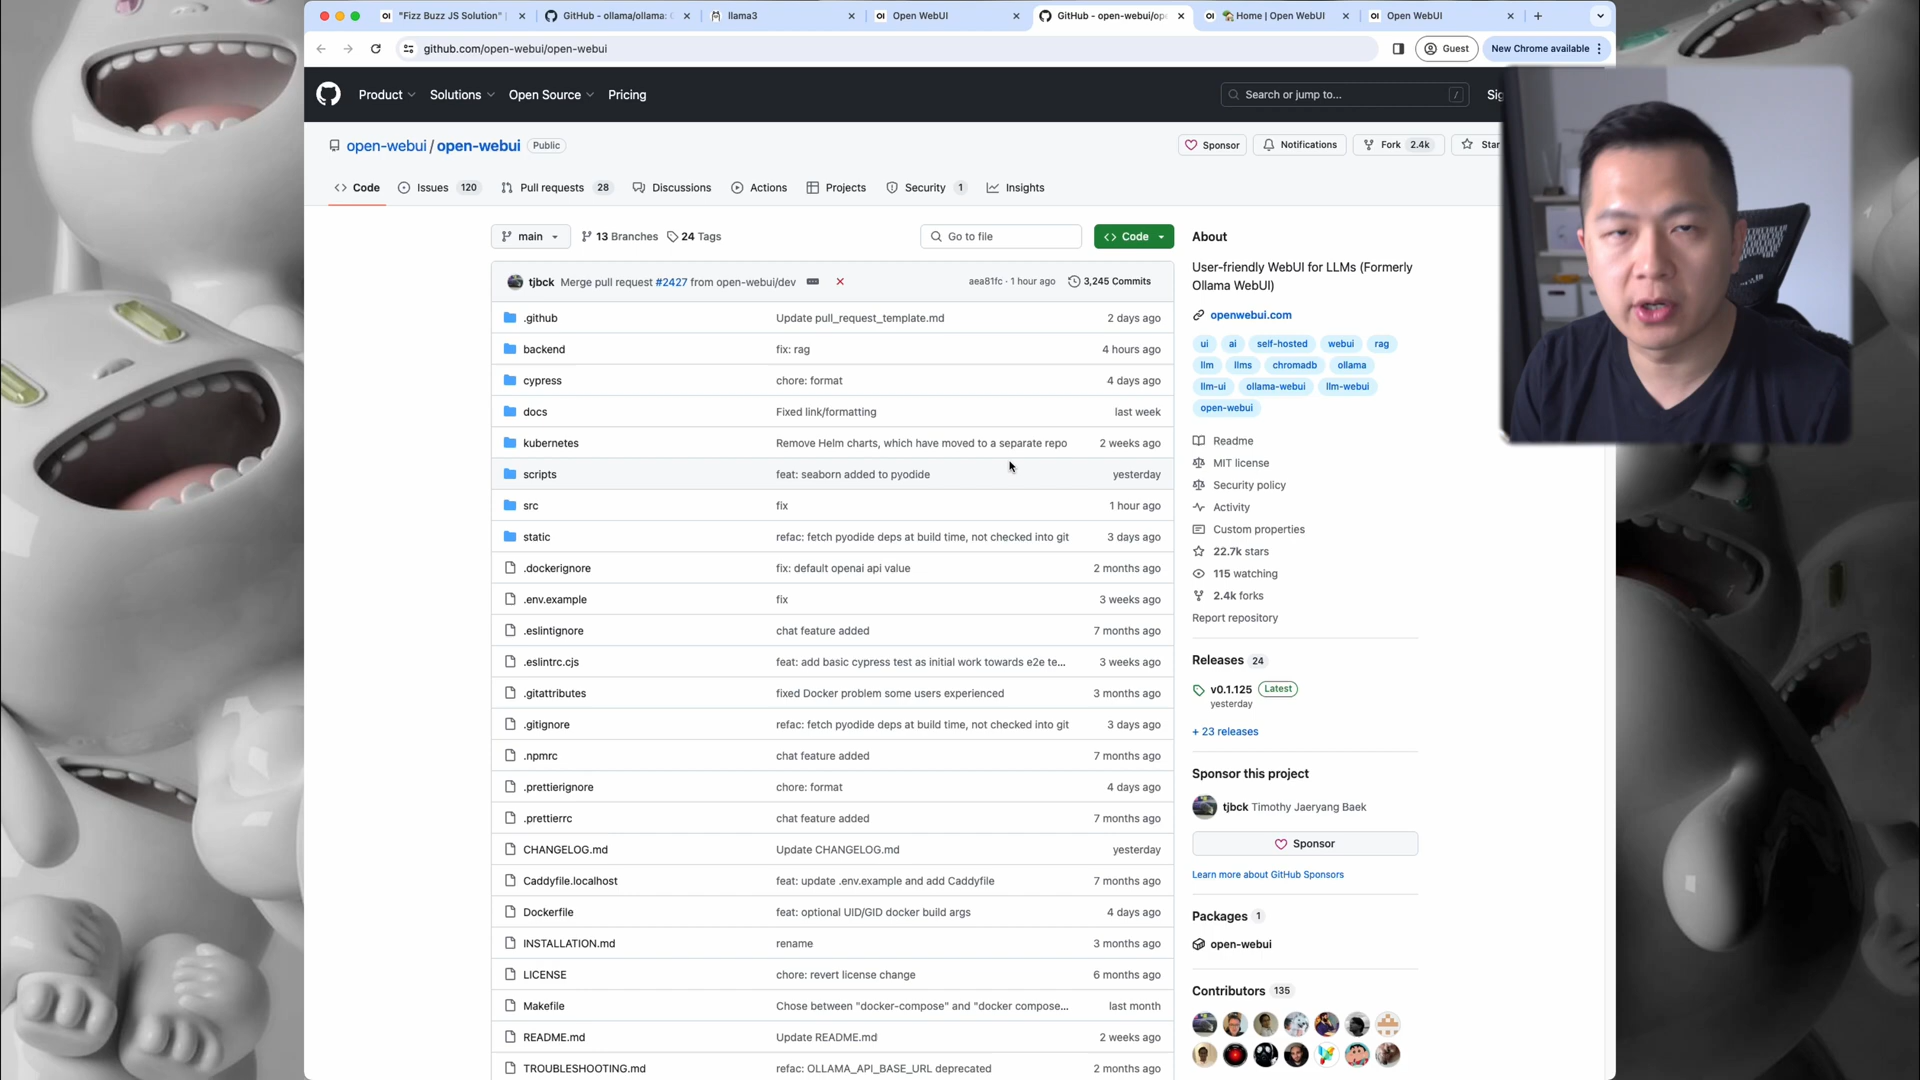 "Fizz Buzz JS Solution"
GitHub - ollama/ollama:
llama3
Open WebUI
GitHub - open-webui/op
🏡 Home | Open WebUI
Open WebUI
github.com/open-webui/open-webui
Guest
New Chrome available
Product
Solutions
Open Source
Pricing
Search or jump to...
/
Sig
open-webui / open-webui
Public
Sponsor
Notifications
Fork 2.4k
Star
Code
Issues 120
Pull requests 28
Discussions
Actions
Projects
Security 1
Insights
main
13 Branches
24 Tags
Go to file
Code
tjbck Merge pull request #2427 from open-webui/dev
aea81fc · 1 hour ago
3,245 Commits
.github Update pull_request_template.md 2 days ago
backend fix: rag 4 hours ago
cypress chore: format 4 days ago
docs Fixed link/formatting last week
kubernetes Remove Helm charts, which have moved to a separate repo 2 weeks ago
scripts feat: seaborn added to pyodide yesterday
src fix 1 hour ago
static refac: fetch pyodide deps at build time, not checked into git 3 days ago
.dockerignore fix: default openai api value 2 months ago
.env.example fix 3 weeks ago
.eslintignore chat feature added 7 months ago
.eslintrc.cjs feat: add basic cypress test as initial work towards e2e te... 3 weeks ago
.gitattributes fixed Docker problem some users experienced 3 months ago
.gitignore refac: fetch pyodide deps at build time, not checked into git 3 days ago
.npmrc chat feature added 7 months ago
.prettierignore chore: format 4 days ago
.prettierrc chat feature added 7 months ago
CHANGELOG.md Update CHANGELOG.md yesterday
Caddyfile.localhost feat: update .env.example and add Caddyfile 7 months ago
Dockerfile feat: optional UID/GID docker build args 4 days ago
INSTALLATION.md rename 3 months ago
LICENSE chore: revert license change 6 months ago
Makefile Chose between "docker-compose" and "docker compose... last month
README.md Update README.md 2 weeks ago
TROUBLESHOOTING.md refac: OLLAMA_API_BASE_URL deprecated 2 months ago
About
User-friendly WebUI for LLMs (Formerly
Ollama WebUI)
openwebui.com
ui ai self-hosted webui rag
llm llms chromadb ollama
llm-ui ollama-webui llm-webui
open-webui
Readme
MIT license
Security policy
Activity
Custom properties
22.7k stars
115 watching
2.4k forks
Report repository
Releases 24
v0.1.125 Latest
yesterday
+ 23 releases
Sponsor this project
tjbck Timothy Jaeryang Baek
Sponsor
Learn more about GitHub Sponsors
Packages 1
open-webui
Contributors 135